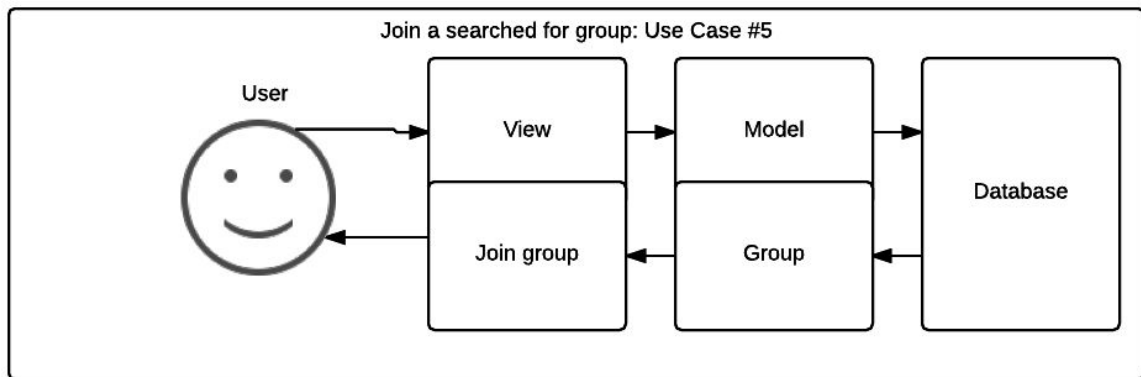 Join a searched for group: Use Case #5
User
View
Model
Database
Join group
Group